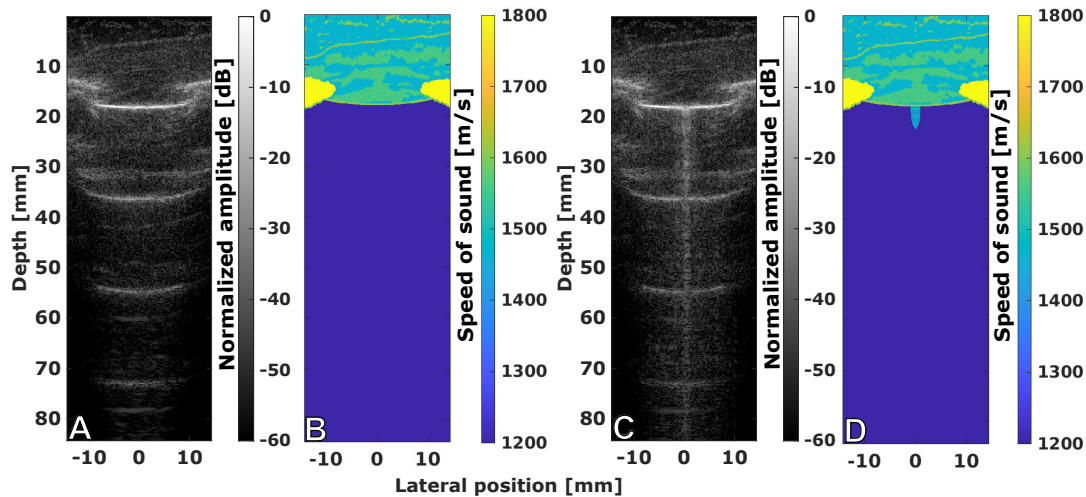 Depth [mm]
10
20
30
40
50
60
70
80
A
-10 0 10
Normalized amplitude [dB]
0
-10
-20
-30
-40
-50
-60
B
-10 0 10
Speed of sound [m/s]
1800
1700
1600
1500
1400
1300
1200
Depth [mm]
10
20
30
40
50
60
70
80
C
-10 0 10
Normalized amplitude [dB]
0
-10
-20
-30
-40
-50
-60
D
-10 0 10
Speed of sound [m/s]
1800
1700
1600
1500
1400
1300
1200
Lateral position [mm]